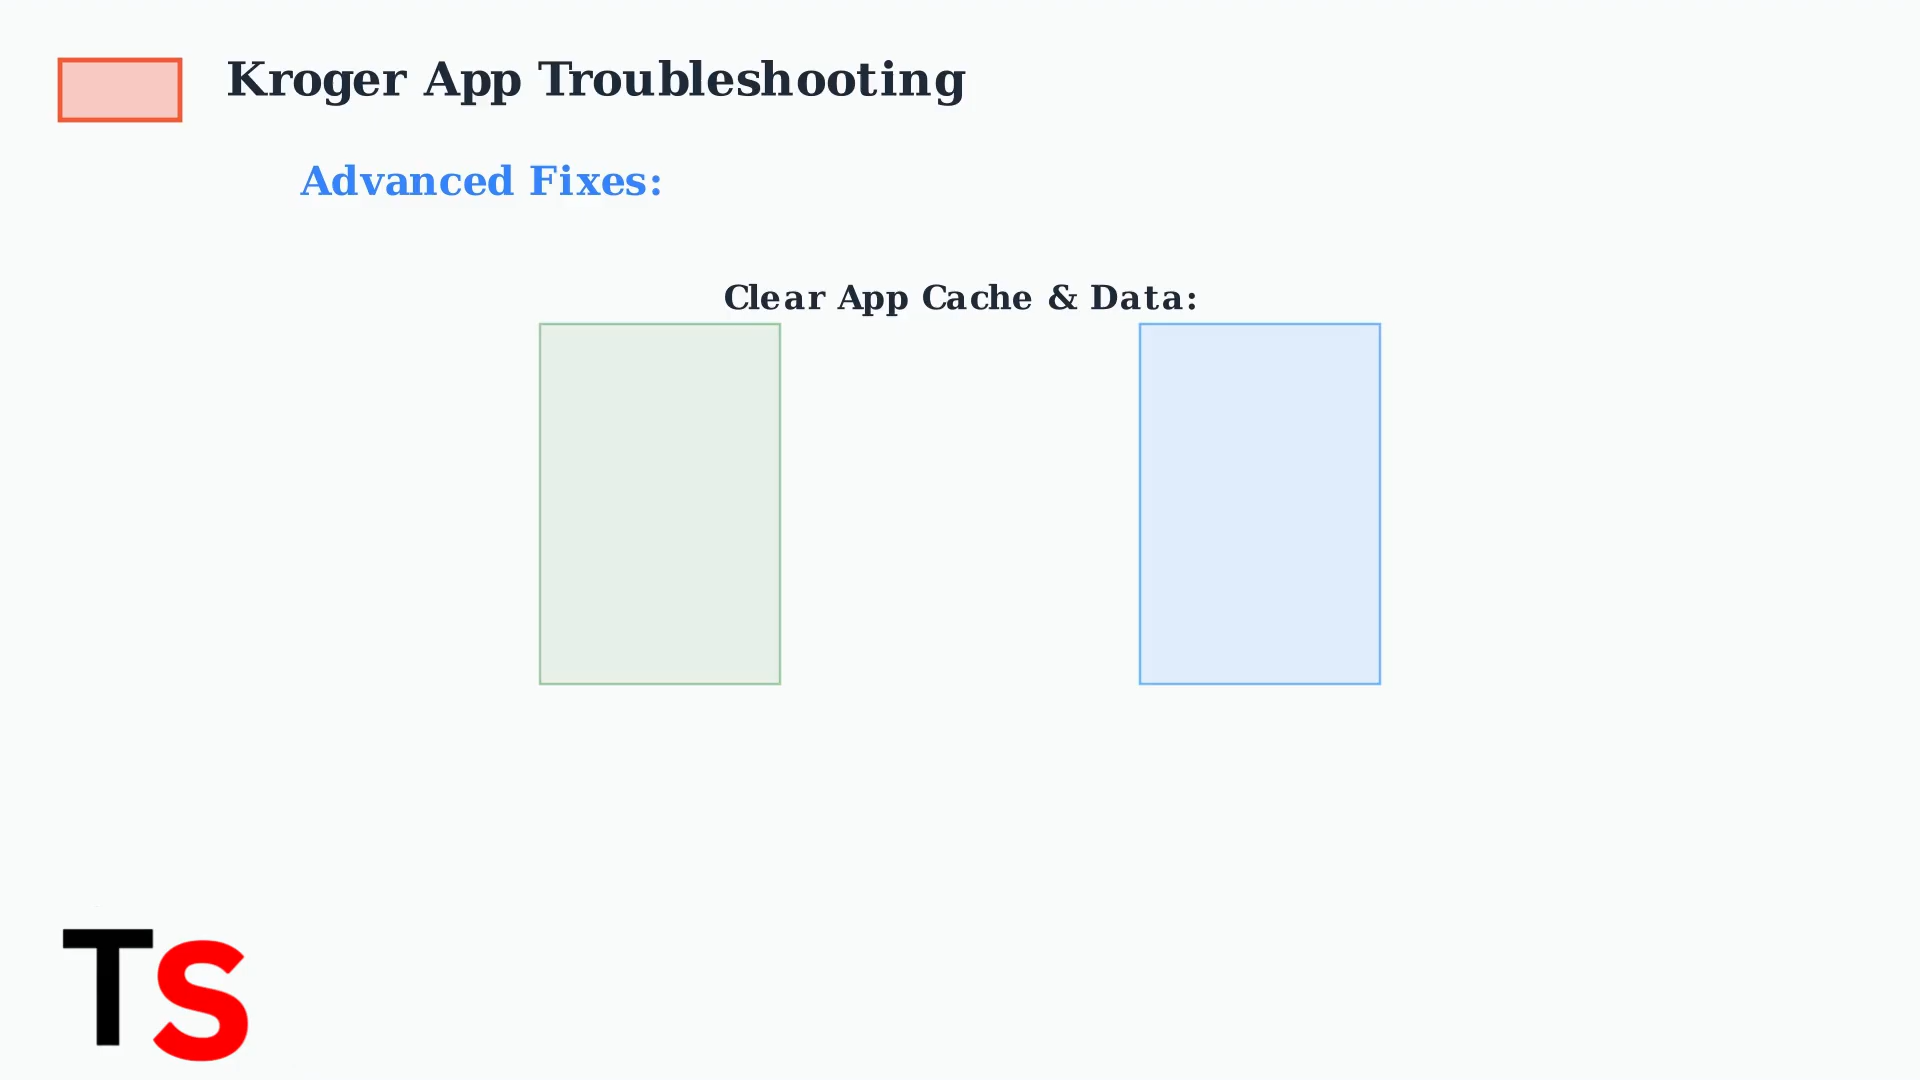 Kroger App Troubleshooting
Advanced Fixes:
Clear App Cache & Data:
TS